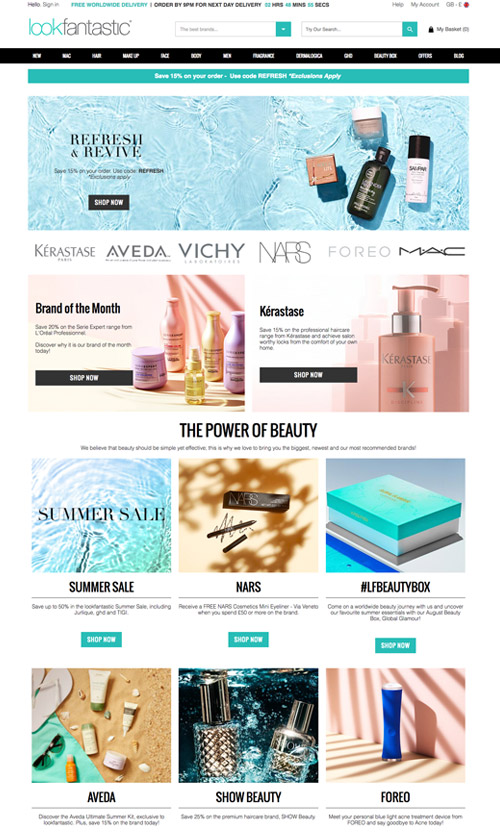 Hello. Sign in FREE WORLDWIDE DELIVERY | ORDER BY 9PM FOR NEXT DAY DELIVERY 02 HRS 48 MINS 55 SECS Help My Account GB - £
lookfantastic
The best brands...
Try Our Search...
My Basket (0)
NEW MAC HAIR MAKE UP FACE BODY MEN FRAGRANCE DERMALOGICA GHD BEAUTY BOX OFFERS BLOG
Save 15% on your order - Use code REFRESH *Exclusions Apply
REFRESH
& REVIVE
Save 15% on your order. Use code: REFRESH
*Exclusions apply
SHOP NOW
KÉRASTASE
PARIS
AVEDA
VICHY
LABORATOIRES
NARS
FOREO
MAC
Brand of the Month
Save 20% on the Serie Expert range from
L'Oréal Professionnel.
Discover why it is our brand of the month
today!
SHOP NOW
Kérastase
Save 15% on the professional haircare
range from Kérastase and achieve salon
worthy looks from the comfort of your own
home
SHOP NOW
KÉRASTASE
THE POWER OF BEAUTY
We believe that beauty should be simple yet effective; this is why we love to bring you the biggest, newest and our most recommended brands!
SUMMER SALE
NARS
SUMMER SALE
Save up to 50% in the lookfantastic Summer Sale, including
Jurlique, ghd and TIGI.
SHOP NOW
NARS
Receive a FREE NARS Cosmetics Mini Eyeliner - Via Veneto
when you spend £50 or more on the brand.
SHOP NOW
#LFBEAUTYBOX
Come on a worldwide beauty journey with us and uncover
our favourite summer essentials with our August Beauty
Box, Global Glamour!
SHOP NOW
AVEDA
Discover the Aveda Ultimate Summer Kit, exclusive to
lookfantastic. Plus, save 15% on the brand today!
SHOW BEAUTY
Save 25% on the premium haircare brand, SHOW Beauty
FOREO
Meet your personal blue light acne treatment device from
FOREO and say goodbye to Acne today!